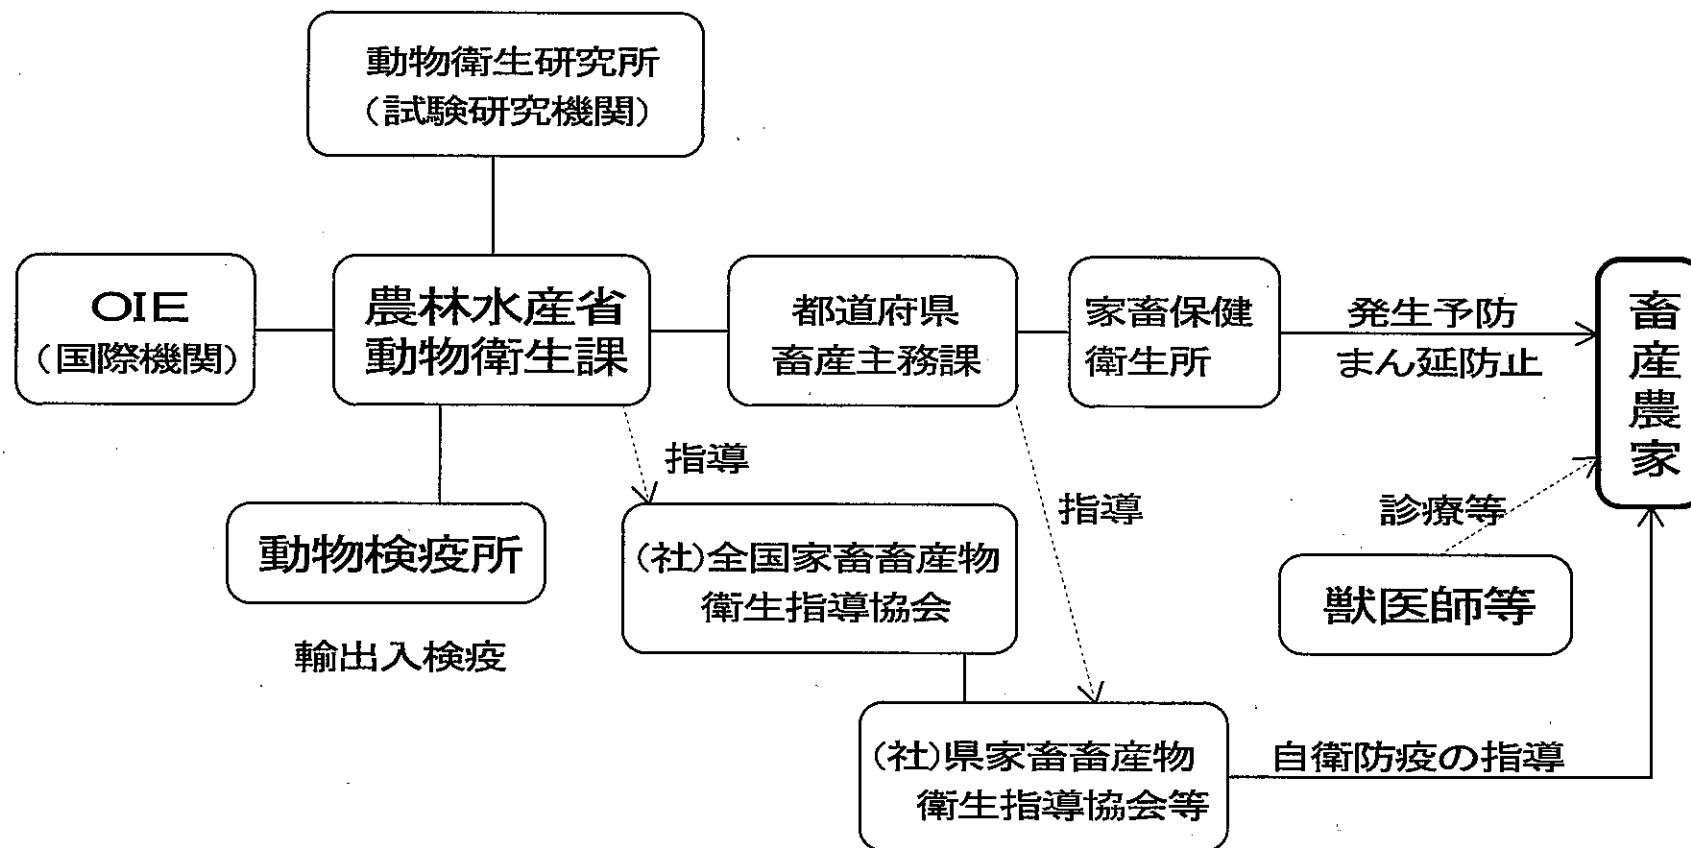 動物衛生研究所
(試験研究機関)
OIE
(国際機関)
農林水産省
動物衛生課
都道府県
畜産主務課
家畜保健
衛生所
発生予防
まん延防止
畜産農家
指導
指導
診療等
動物検疫所
輸出入検疫
(社)全国家畜畜産物
衛生指導協会
獣医師等
(社)県家畜畜産物
衛生指導協会等
自衛防疫の指導